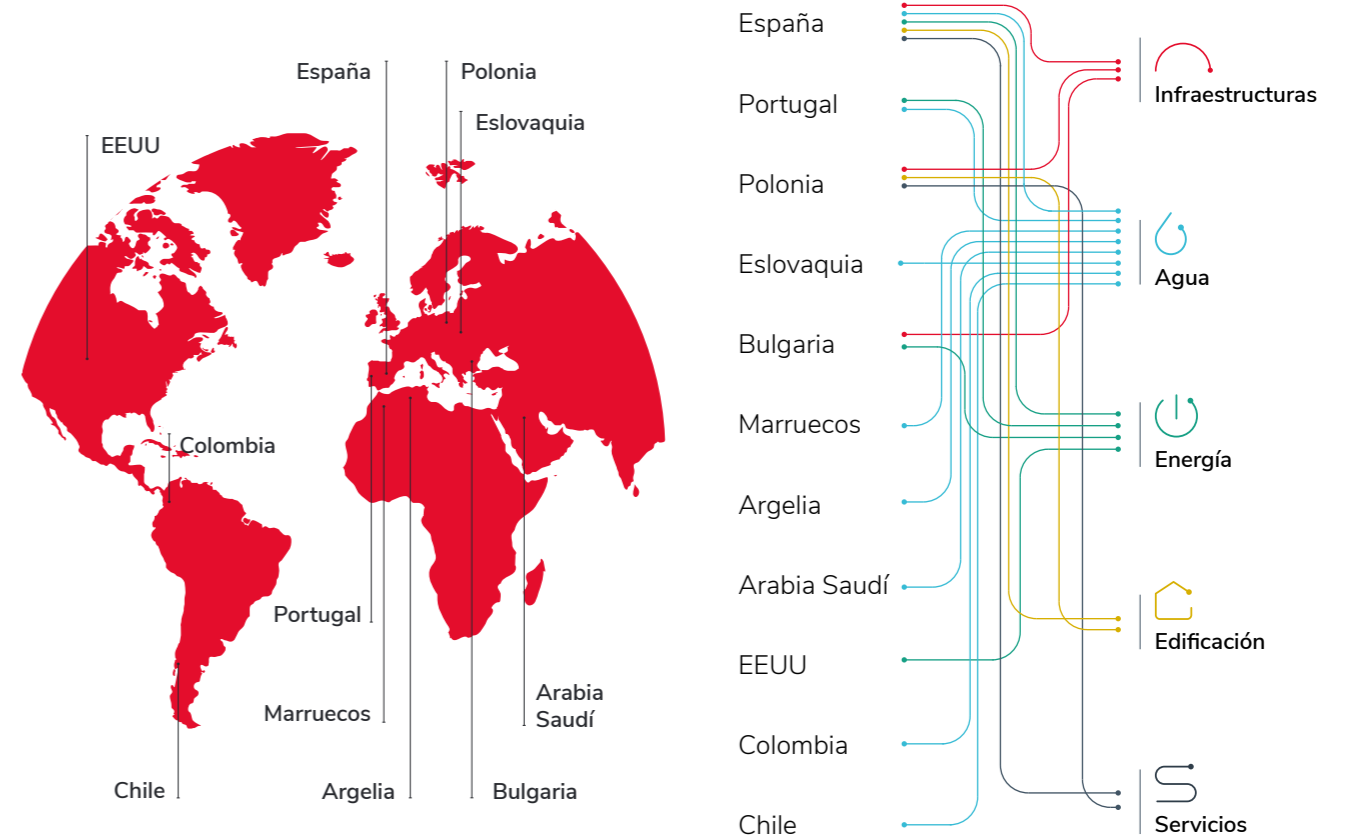 España
Polonia
Eslovaquia
EEUU
Colombia
Portugal
Marruecos
Arabia
Saudí
Chile
Argelia
Bulgaria
España
Portugal
Polonia
Eslovaquia
Bulgaria
Marruecos
Argelia
Arabia Saudí
EEUU
Colombia
Chile
Infraestructuras
Agua
Energía
Edificación
Servicios